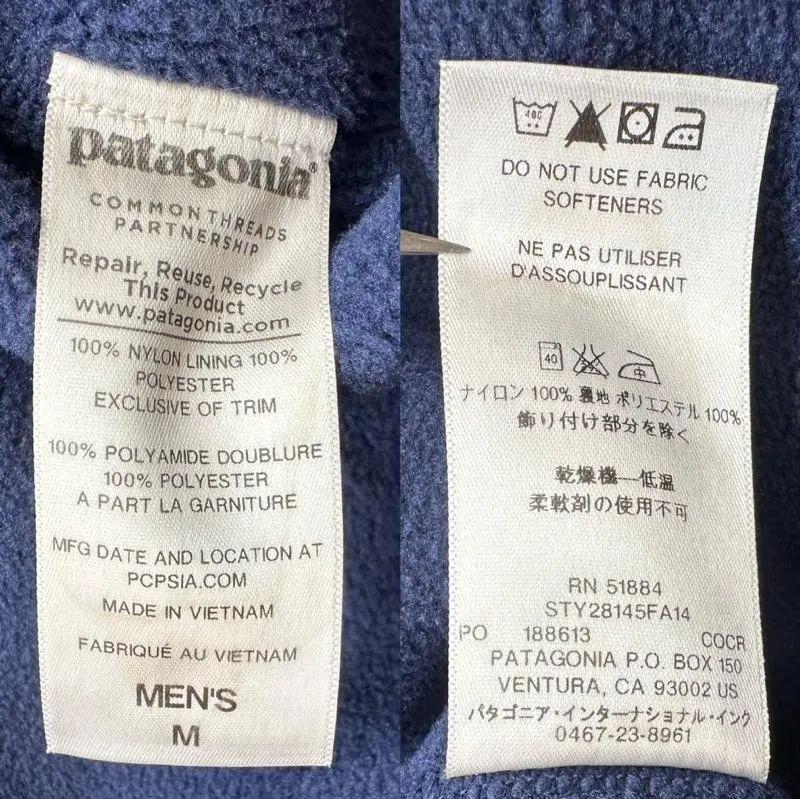 patagonia®
COMMON THREADS
PARTNERSHIP
Repair, Reuse, Recycle
This Product
www.patagonia.com
100% NYLON LINING 100%
POLYESTER
EXCLUSIVE OF TRIM
100% POLYAMIDE DOUBLURE
100% POLYESTER
A PART LA GARNITURE
MFG DATE AND LOCATION AT
PCPSIA.COM
MADE IN VIETNAM
FABRIQUÉ AU VIETNAM
MEN'S
M
DO NOT USE FABRIC
SOFTENERS
NE PAS UTILISER
D'ASSOUPLISSANT
40 中
ナイロン 100% 裏地 ポリエステル 100%
飾り付け部分を除く
乾燥機―低温
柔軟剤の使用不可
RN 51884
STY28145FA14
PO 188613 COCR
PATAGONIA P.O. BOX 150
VENTURA, CA 93002 US
パタゴニア・インターナショナル・インク
0467-23-8961